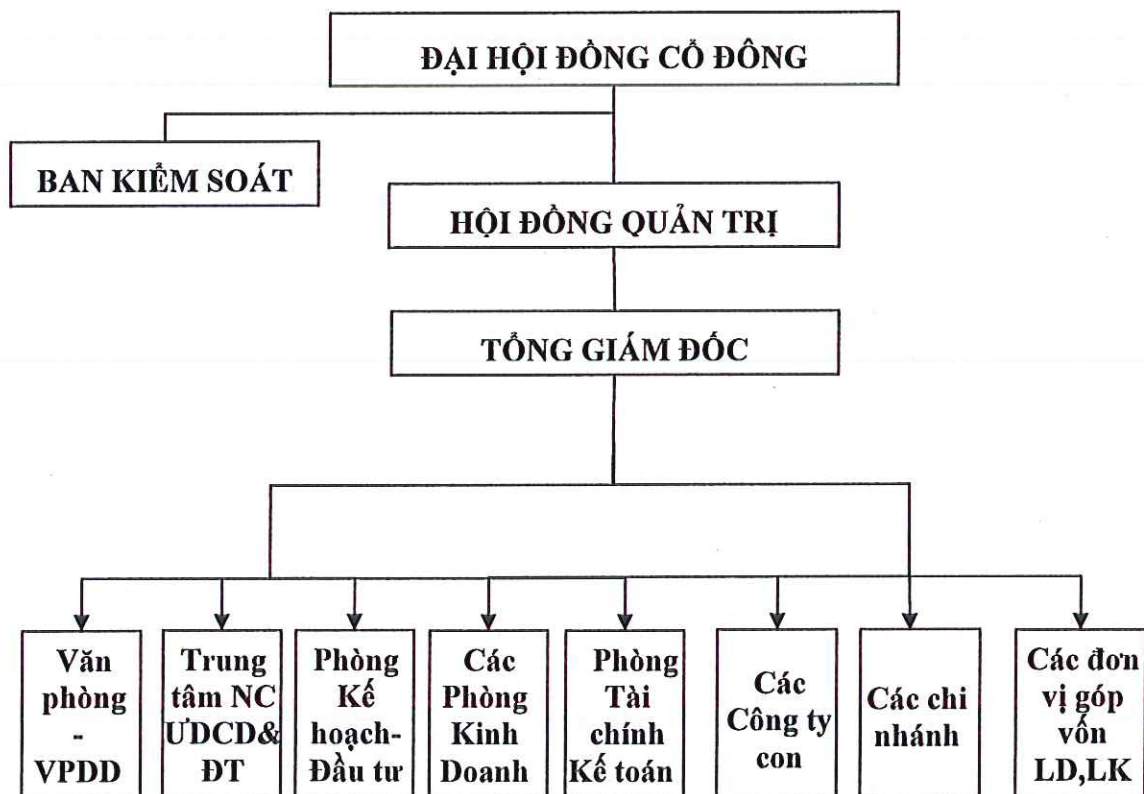 ĐẠI HỘI ĐỒNG CỔ ĐÔNG
BAN KIỂM SOÁT
HỘI ĐỒNG QUẢN TRỊ
TỔNG GIÁM ĐỐC
Văn
phòng
-
VPDD
Trung
tâm NC
ƯDCD&
ĐT
Phòng
Kế
hoạch-
Đầu tư
Các
Phòng
Kinh
Doanh
Phòng
Tài
chính
Kế toán
Các
Công ty
con
Các chi
nhánh
Các đơn
vị góp
vốn
LD,LK